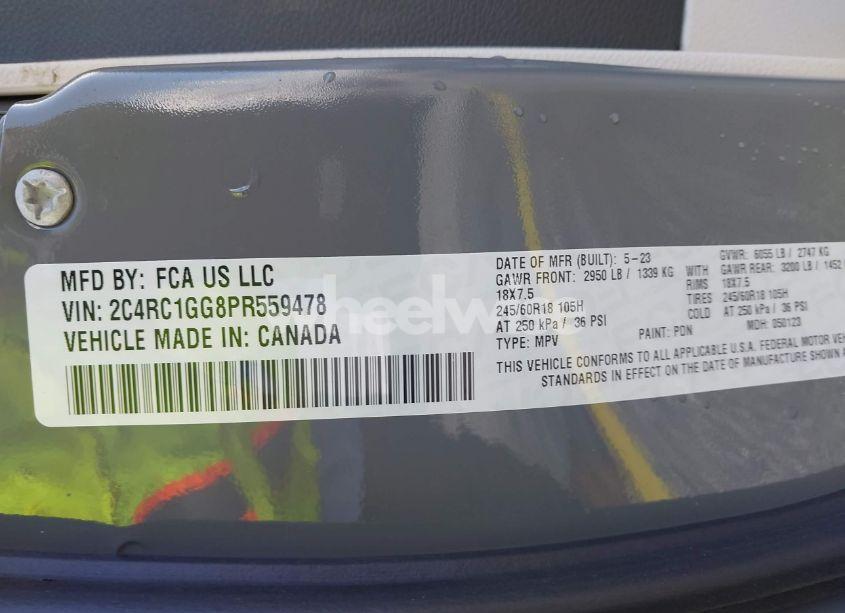 MFD BY: FCA US LLC
VIN: 2C4RC1GG8PR559478
VEHICLE MADE IN: CANADA
DATE OF MFR (BUILT): 5-23 GVWR: 6055 LB / 2747 KG
GAWR FRONT: 2950 LB / 1339 KG WITH GAWR REAR: 3200 LB / 1452
18X7.5 RIMS 18X7.5
245/60R18 105H TIRES 245/60R18 105H
AT 250 kPa / 36 PSI COLD AT 250 kPa / 36 PSI
TYPE: MPV PAINT: PDN MDH: 050123
THIS VEHICLE CONFORMS TO ALL APPLICABLE U.S.A. FEDERAL MOTOR
STANDARDS IN EFFECT ON THE DATE OF MANUFACTURE SHOWN
heelw